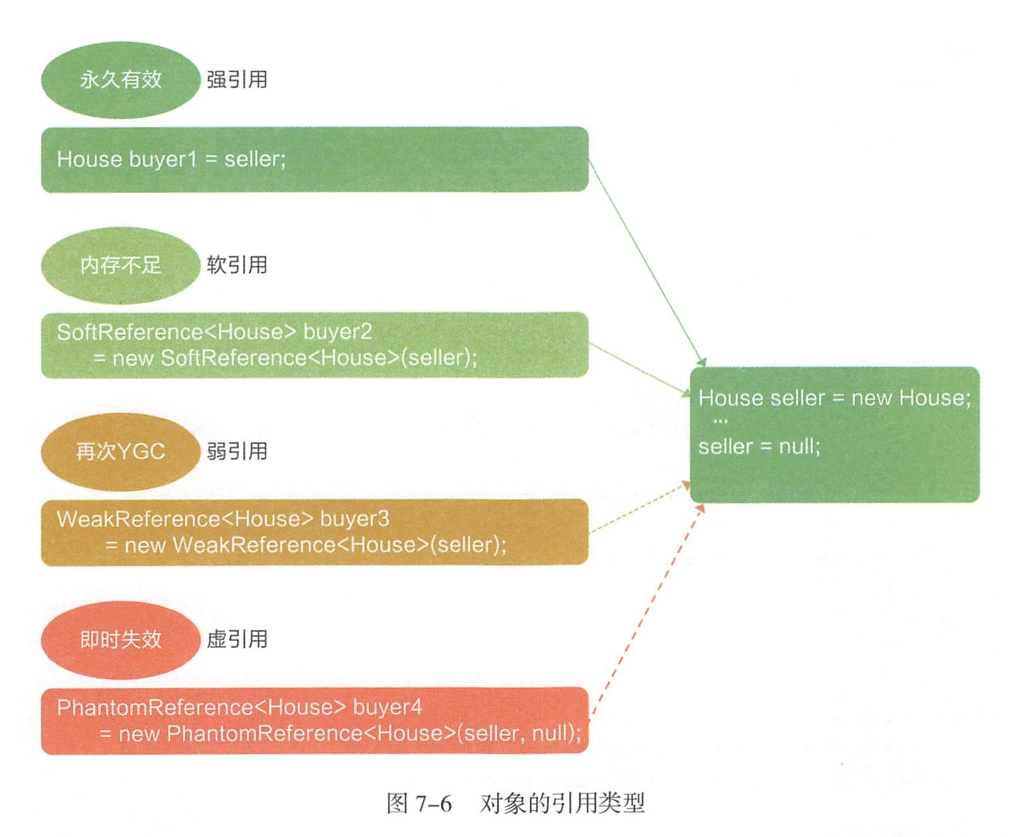 永久有效 强引用
House buyer1 = seller;
内存不足 软引用
SoftReference<House> buyer2
= new SoftReference<House>(seller);
House seller = new House;
...
seller = null;
再次YGC 弱引用
WeakReference<House> buyer3
= new WeakReference<House>(seller);
即时失效 虚引用
PhantomReference<House> buyer4
= new PhantomReference<House>(seller, null);
图 7-6 对象的引用类型